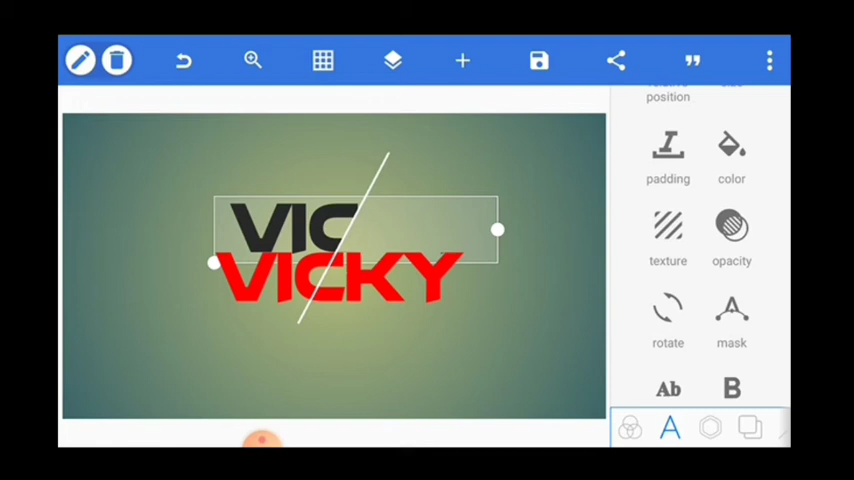 position
padding
color
VIC
VICKY
texture
opacity
rotate
mask
Ab
B
A